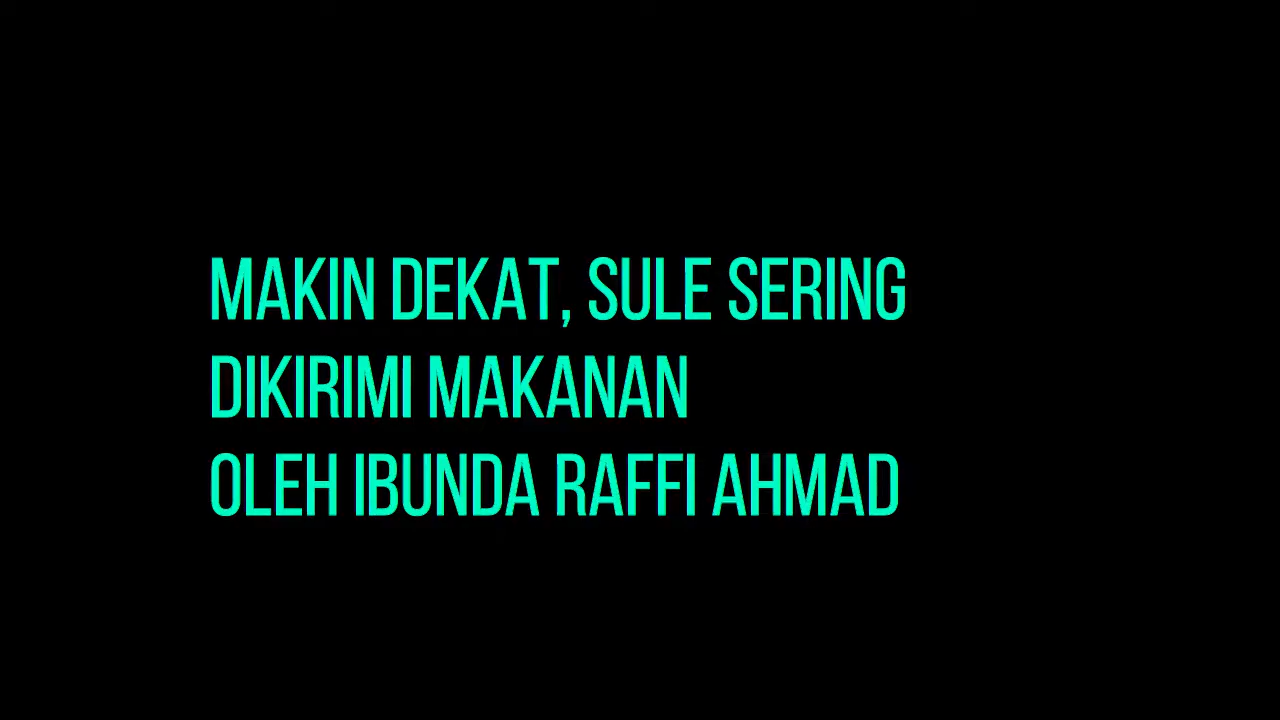 MAKIN DEKAT, SULE SERING
DIKIRIMI MAKANAN
OLEH IBUNDA RAFFI AHMAD